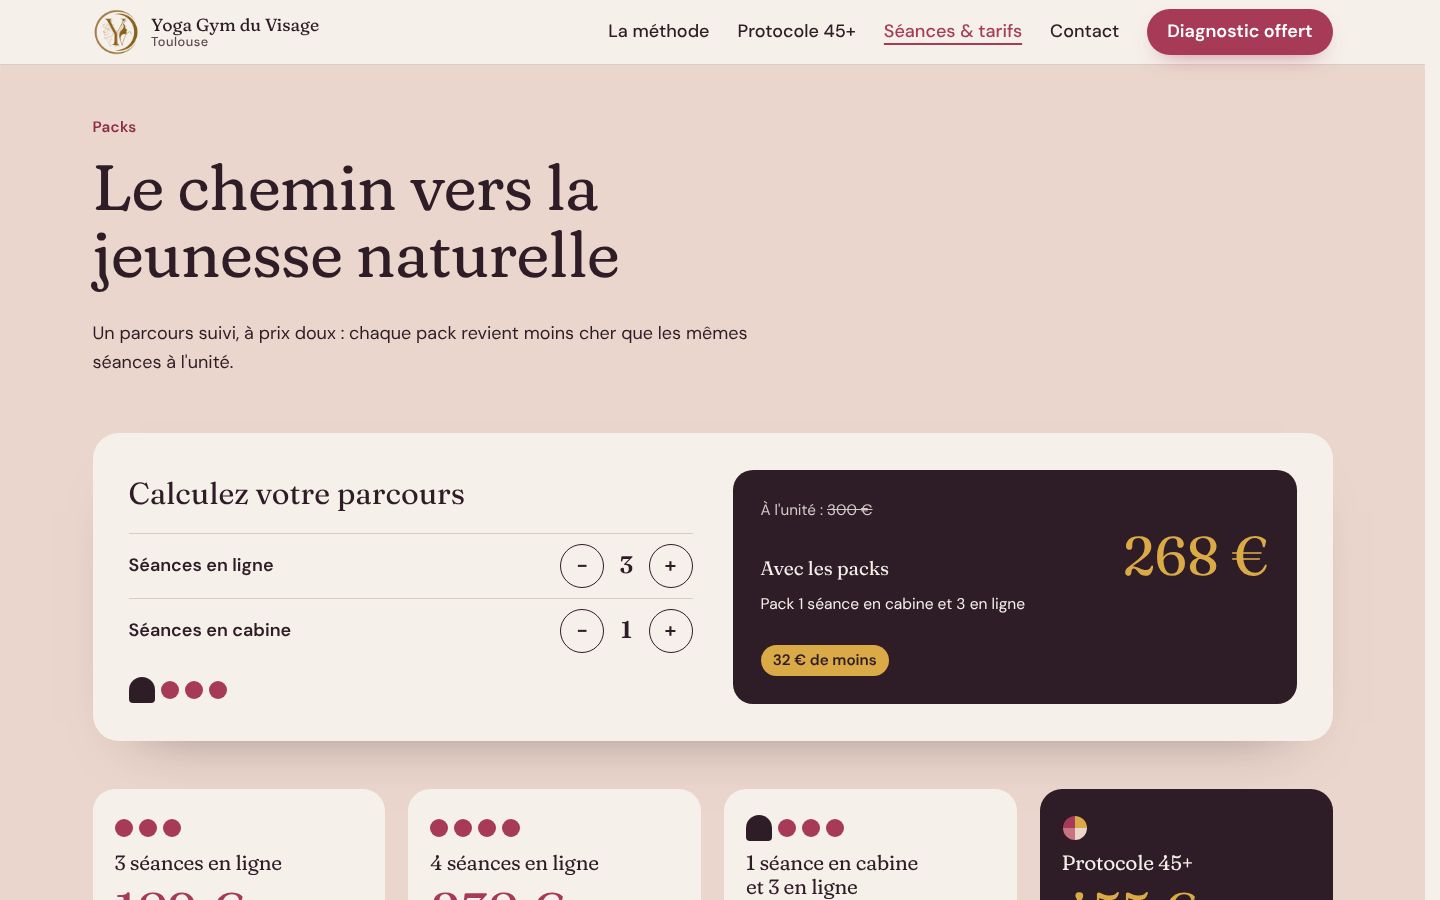 Yoga Gym du Visage
Toulouse
La méthode
Protocole 45+
Séances & tarifs
Contact
Diagnostic offert
Packs
Le chemin vers la
jeunesse naturelle
Un parcours suivi, à prix doux : chaque pack revient moins cher que les mêmes
séances à l'unité.
Calculez votre parcours
Séances en ligne
− 3 +
Séances en cabine
− 1 +
À l'unité : 300 €
Avec les packs
268 €
Pack 1 séance en cabine et 3 en ligne
32 € de moins
3 séances en ligne
4 séances en ligne
1 séance en cabine
et 3 en ligne
Protocole 45+